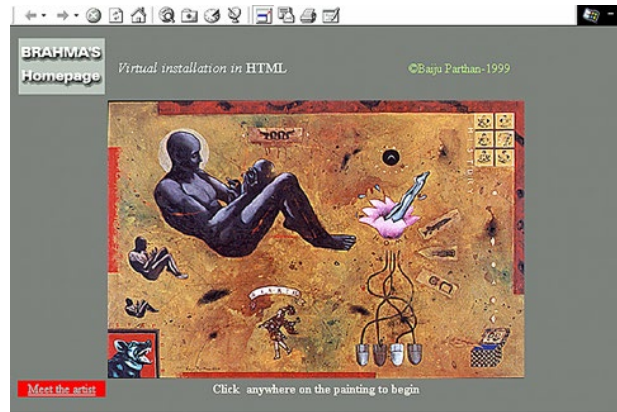 BRAHMA'S
Homepage
Virtual installation in HTML
©Baiju Parthan-1999
HISTORY
Meet the artist
Click anywhere on the painting to begin